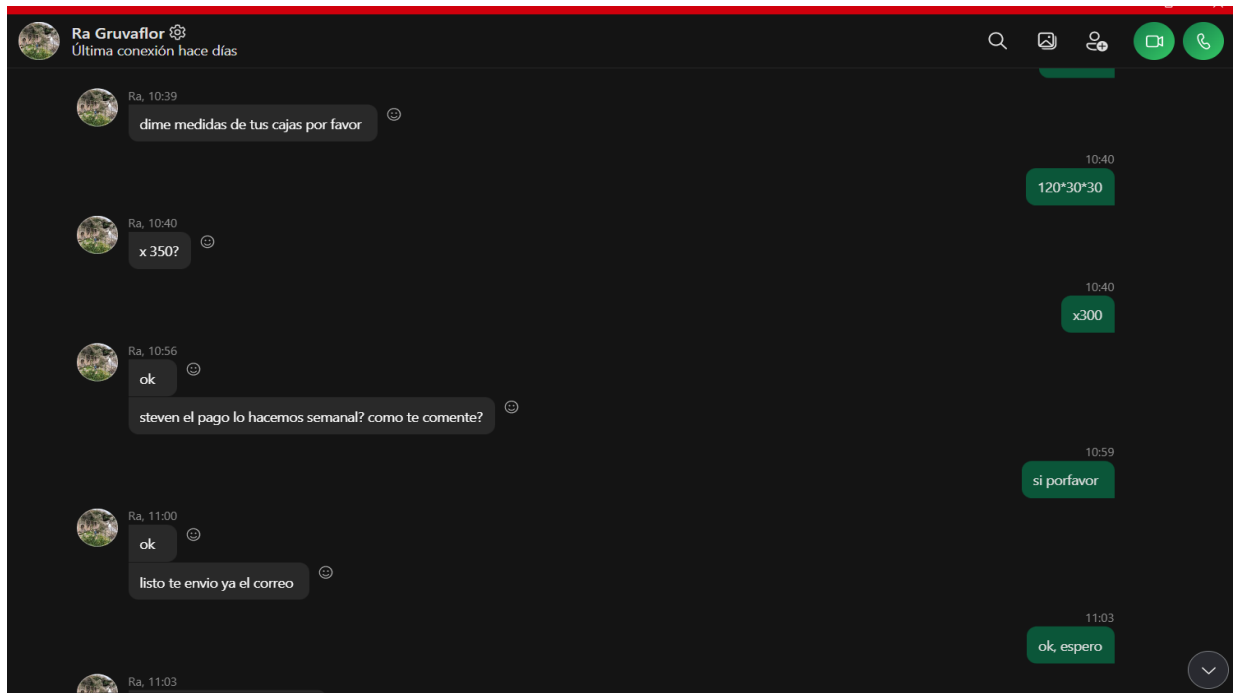 Ra Gruvaflor
Última conexión hace días
Ra, 10:39
dime medidas de tus cajas por favor
10:40
120*30*30
Ra, 10:40
x 350?
10:40
x300
Ra, 10:56
ok
steven el pago lo hacemos semanal? como te comente?
10:59
si porfavor
Ra, 11:00
ok
listo te envio ya el correo
11:03
ok, espero
Ra, 11:03